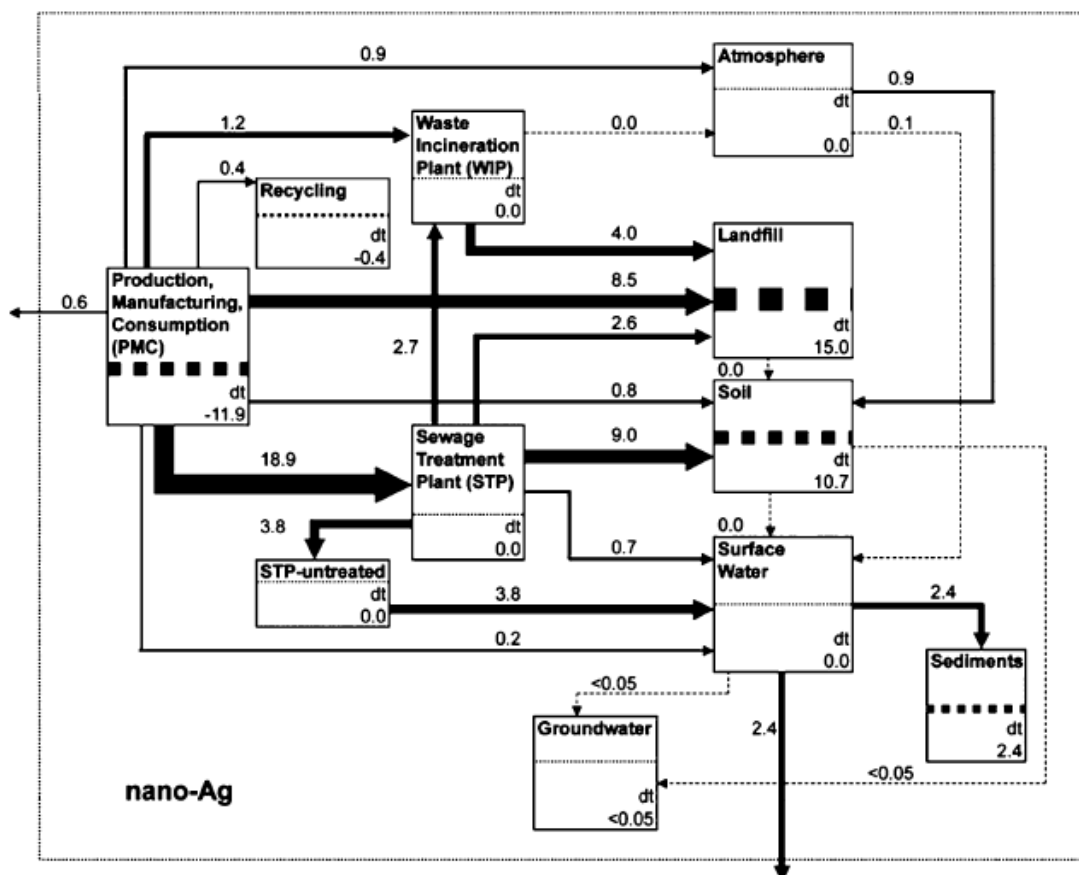 0.9
Atmosphere
dt
0.0
0.9
0.1
1.2
Waste
Incineration
Plant (WIP)
dt
0.0
0.0
0.4
Recycling
dt
-0.4
4.0
Landfill
dt
15.0
Production,
Manufacturing,
Consumption
(PMC)
dt
-11.9
0.6
8.5
2.6
2.7
0.0
0.8
Soil
dt
10.7
18.9
Sewage
Treatment
Plant (STP)
dt
0.0
9.0
3.8
0.0
0.7
Surface
Water
dt
0.0
STP-untreated
dt
0.0
3.8
2.4
0.2
Sediments
dt
2.4
<0.05
2.4
Groundwater
dt
<0.05
<0.05
nano-Ag